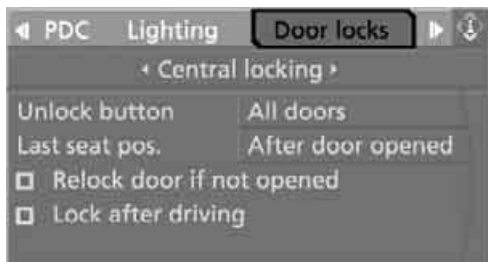 PDC Lighting Door locks
Central locking
Unlock button All doors
Last seat pos. After door opened
Relock door if not opened
Lock after driving